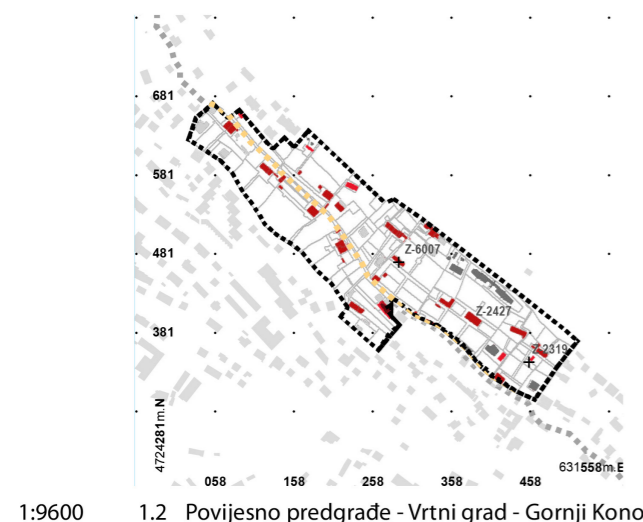 681
581
481
381
Z-6007
Z-2427
Z-2319
4724281m.N
631558m.E
058 158 258 358 458
1:9600 1.2 Povijesno predgrađe - Vrtni grad - Gornji Kono